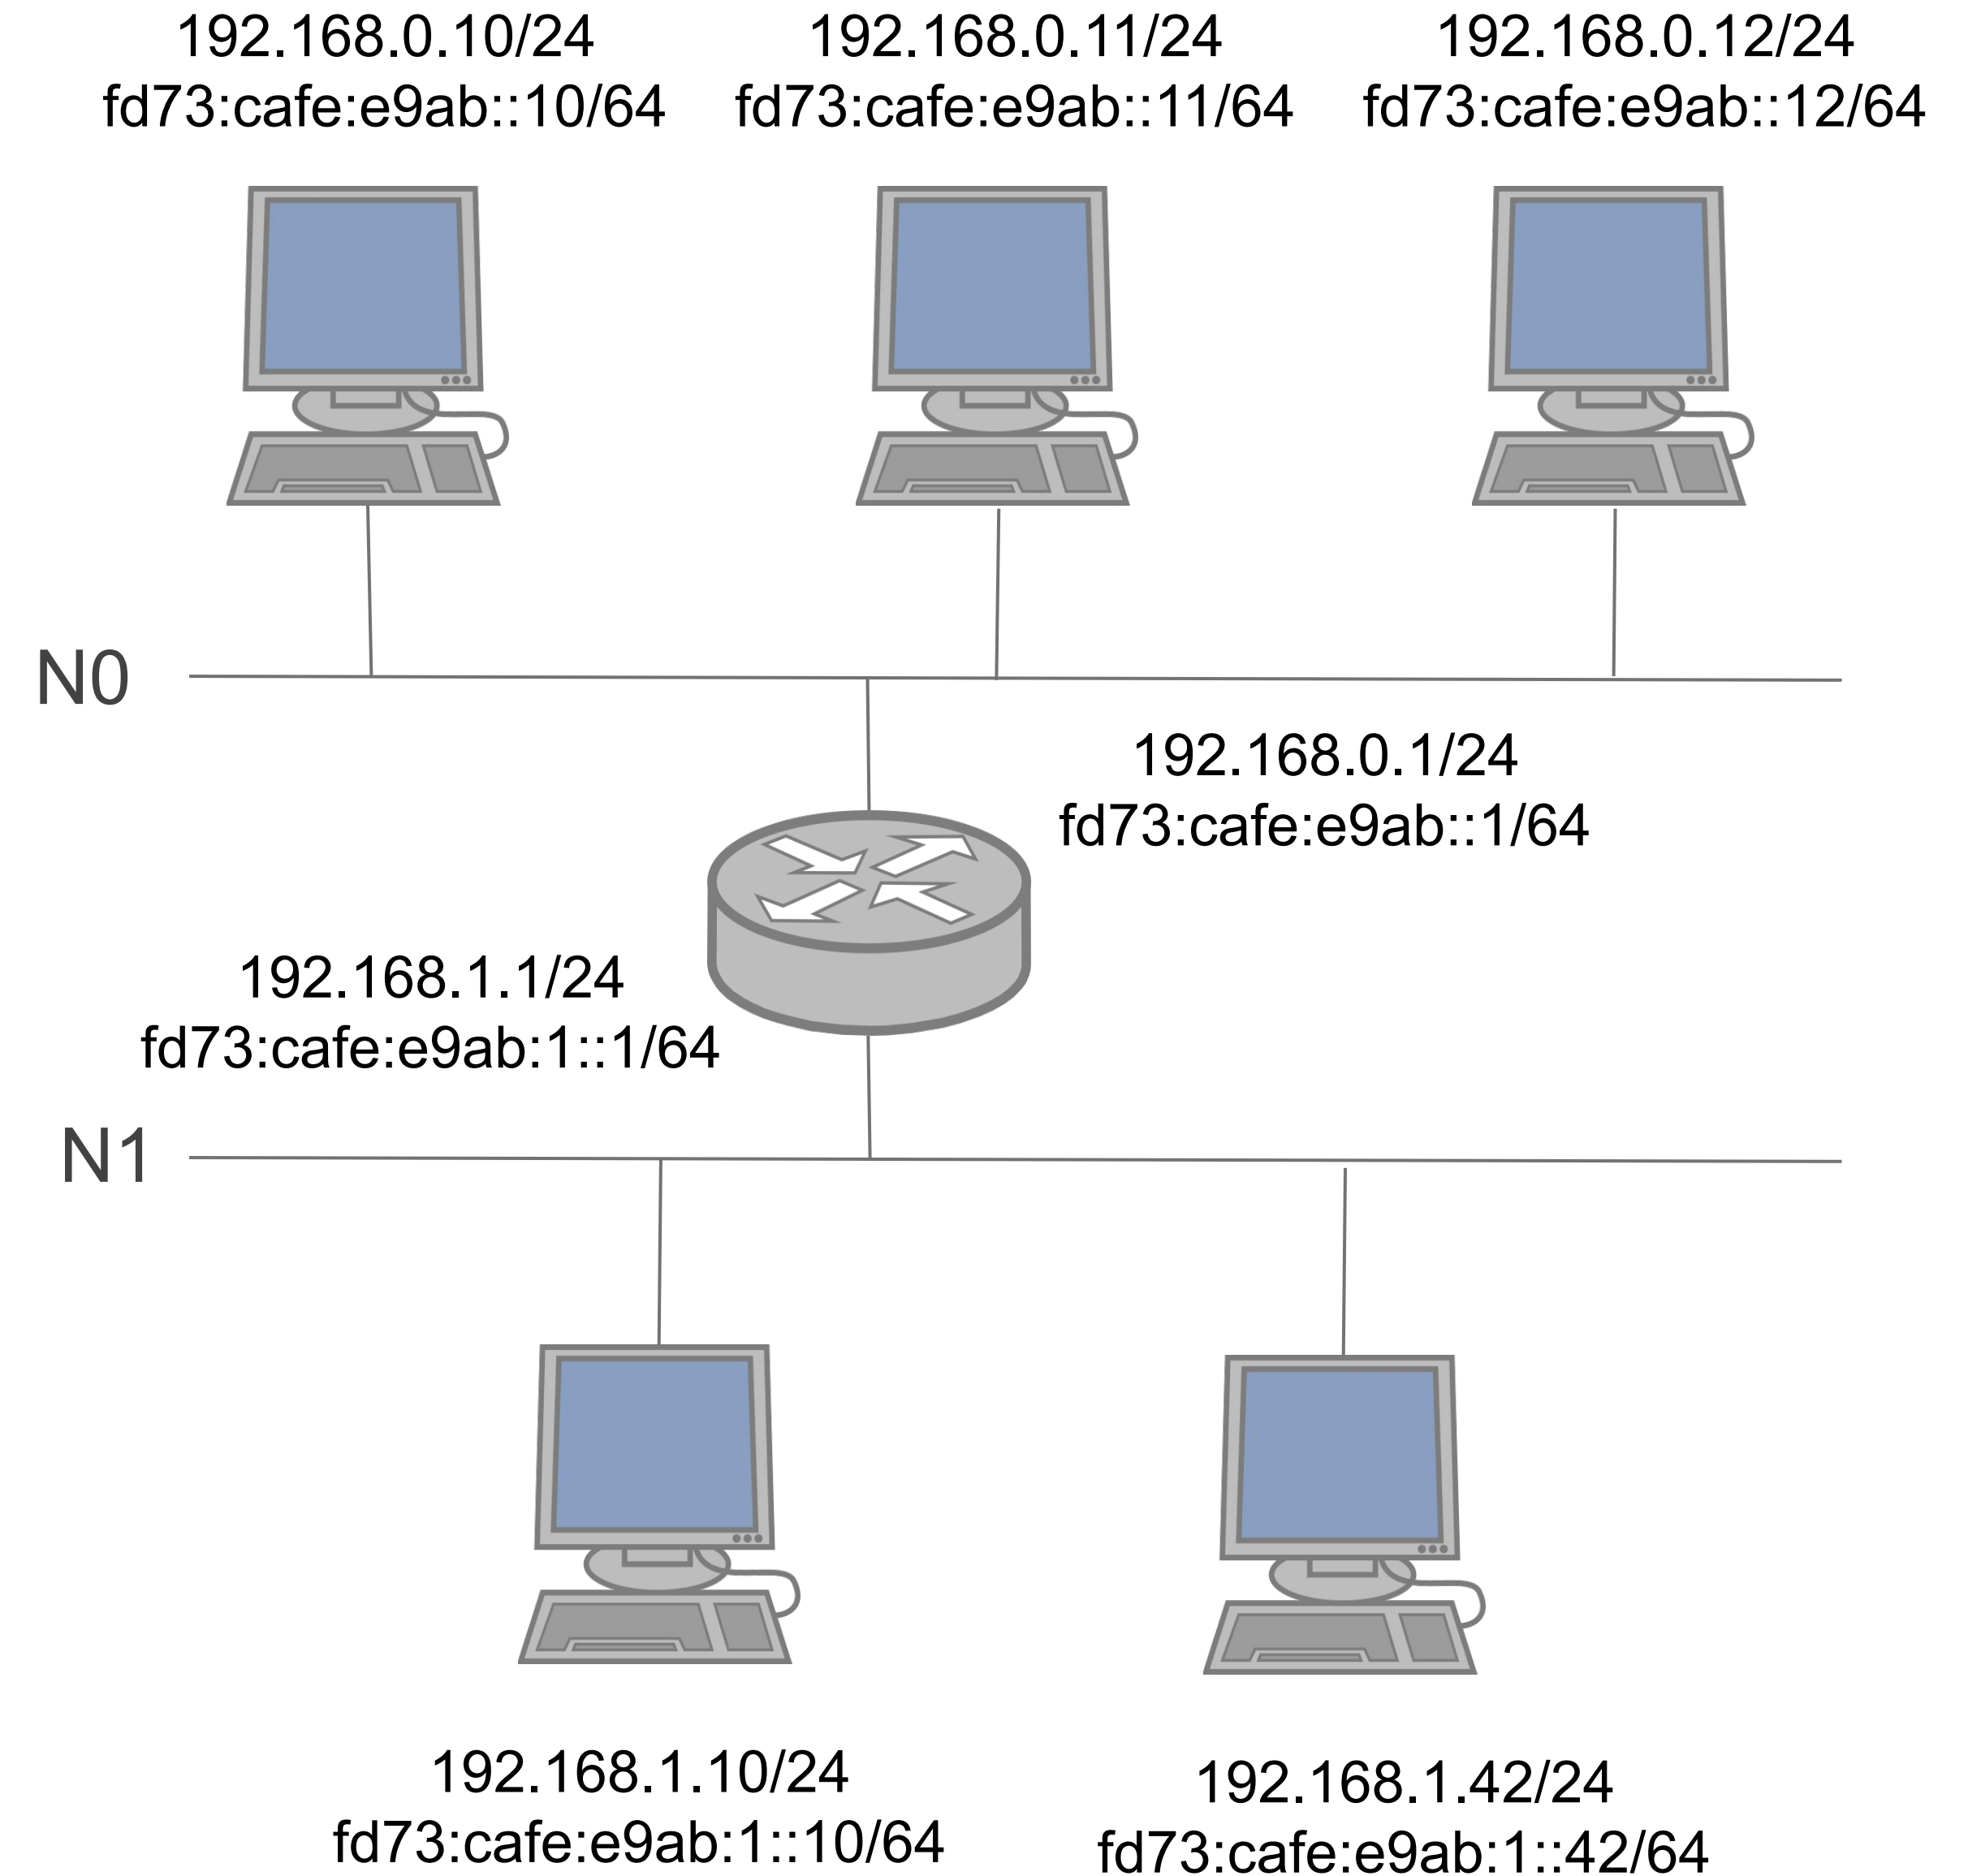 192.168.0.10/24
fd73:cafe:e9ab::10/64
192.168.0.11/24
fd73:cafe:e9ab::11/64
192.168.0.12/24
fd73:cafe:e9ab::12/64
N0
192.168.0.1/24
fd73:cafe:e9ab::1/64
192.168.1.1/24
fd73:cafe:e9ab:1::1/64
N1
192.168.1.10/24
fd73:cafe:e9ab:1::10/64
192.168.1.42/24
fd73:cafe:e9ab:1::42/64